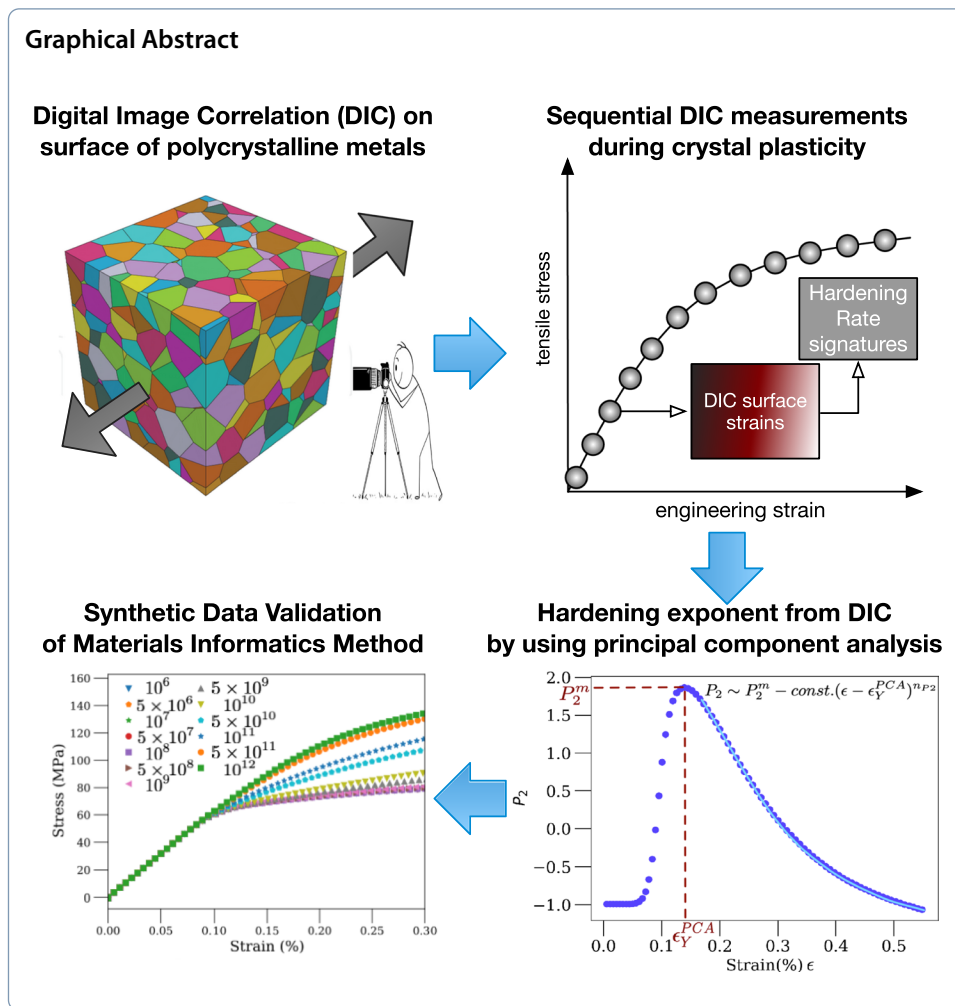 Graphical Abstract
Digital Image Correlation (DIC) on
surface of polycrystalline metals
Sequential DIC measurements
during crystal plasticity
tensile stress
Hardening
Rate
signatures
DIC surface
strains
engineering strain
Synthetic Data Validation
of Materials Informatics Method
160
140
120
100
80
60
40
20
0
Stress (MPa)
10^6
5 × 10^6
10^7
5 × 10^7
10^8
5 × 10^8
10^9
5 × 10^9
10^10
5 × 10^10
10^11
5 × 10^11
10^12
0.00 0.05 0.10 0.15 0.20 0.25 0.30
Strain (%)
Hardening exponent from DIC
by using principal component analysis
2.0
P_2^m
1.5
1.0
0.5
0.0
−0.5
−1.0
P_2
P_2 ∼ P_2^m − const.(ϵ − ϵ_Y^{PCA})^{n_{P2}}
0.0 0.1 0.2 0.3 0.4 0.5
ϵ_Y^{PCA}
Strain(%) ϵ